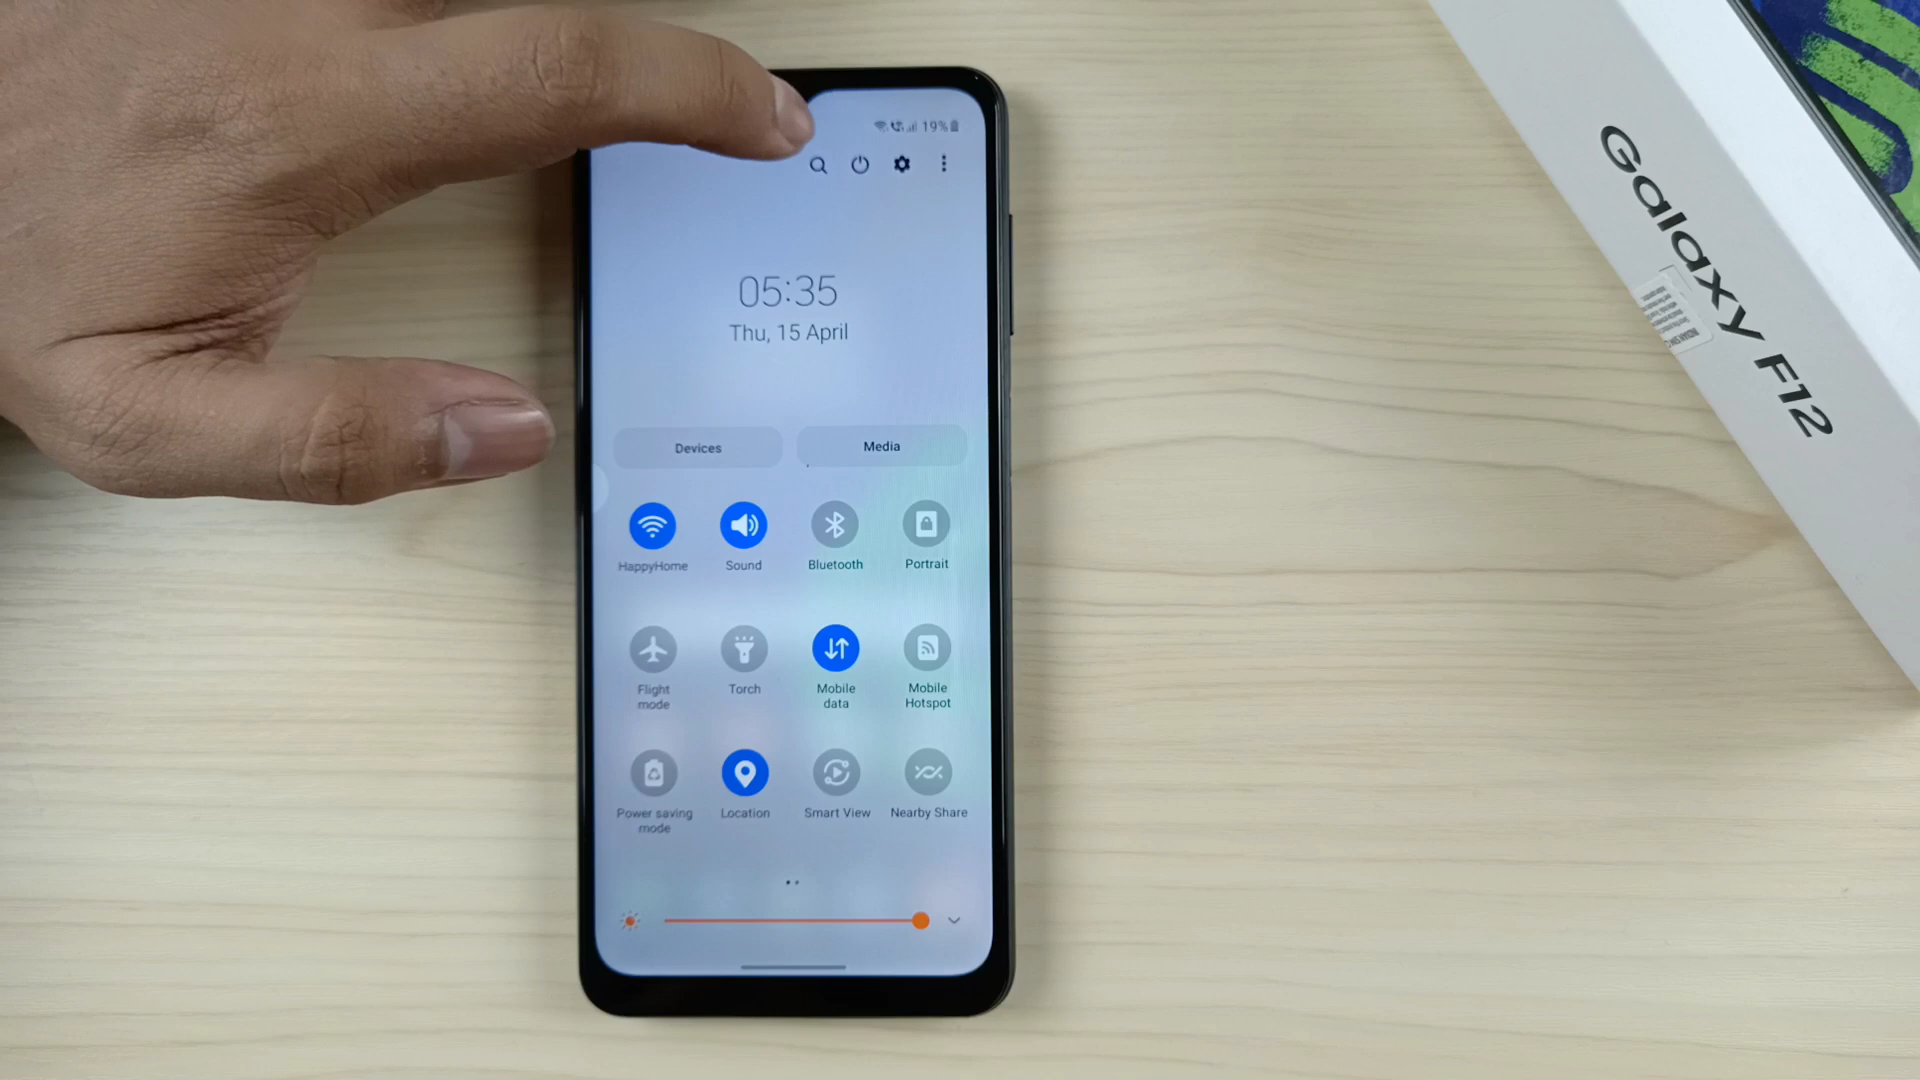 19%
05:35
Thu, 15 April
Devices
Media
HappyHome
Sound
Bluetooth
Portrait
Flight
mode
Torch
Mobile
data
Mobile
Hotspot
Power saving
mode
Location
Smart View
Nearby Share
Galaxy F12